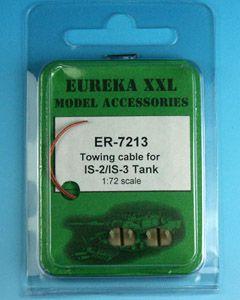 EUREKA XXL
MODEL ACCESSORIES
ER-7213
Towing cable for
IS-2/IS-3 Tank
1:72 scale